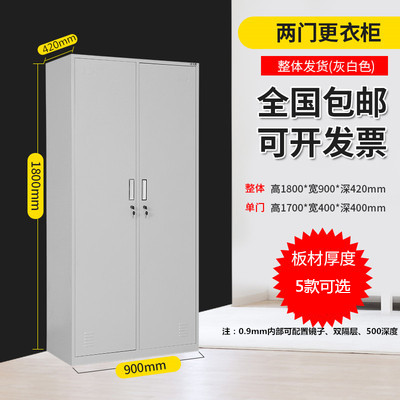 420mm
1800mm
900mm
两门更衣柜
整体发货(灰白色)
全国包邮
可开发票
整体 高1800*宽900*深420mm
单门 高1700*宽400*深400mm
板材厚度
5款可选
注：0.9mm内部可配置镜子、双隔层、500深度